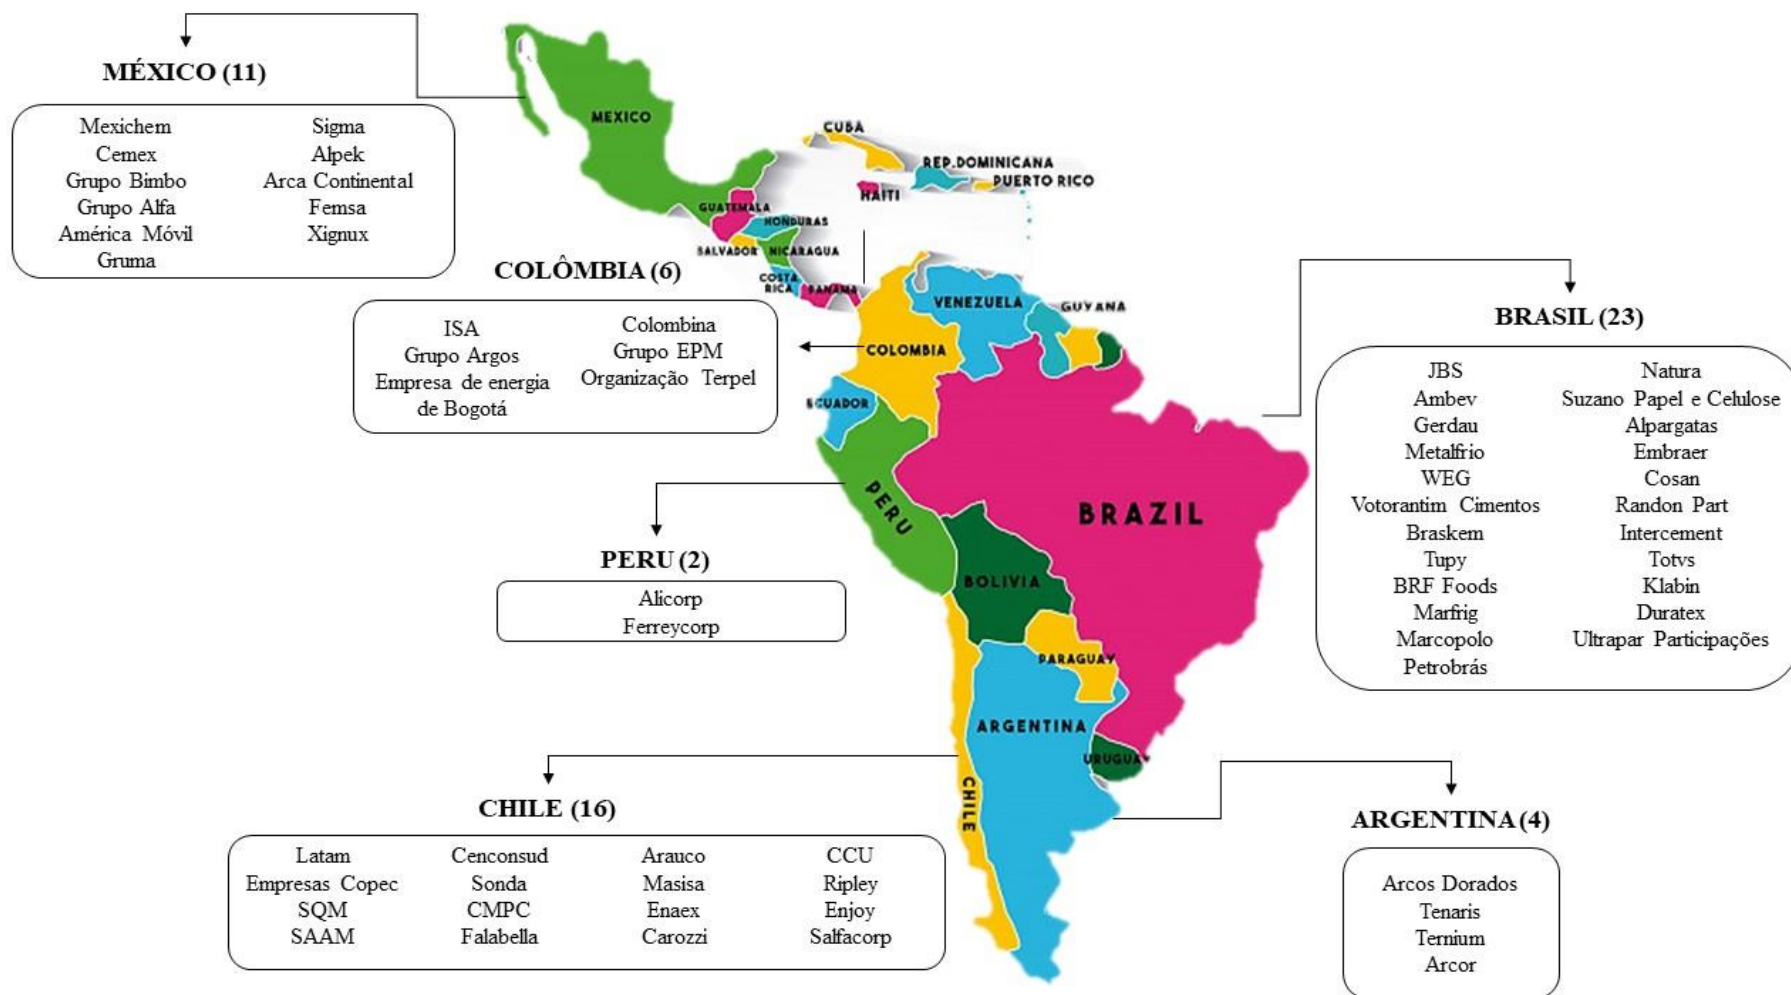 MÉXICO (11)
Mexichem
Cemex
Grupo Bimbo
Grupo Alfa
América Móvil
Gruma
Sigma
Alpek
Arca Continental
Femsa
Xignux
COLÔMBIA (6)
ISA
Grupo Argos
Empresa de energia
de Bogotá
Colombina
Grupo EPM
Organização Terpel
PERU (2)
Alicorp
Ferreycorp
CHILE (16)
Latam
Empresas Copec
SQM
SAAM
Cenconsud
Sonda
CMPC
Falabella
Arauco
Masisa
Enaex
Carozzi
CCU
Ripley
Enjoy
Salfacorp
BRASIL (23)
JBS
Ambev
Gerdau
Metalfrio
WEG
Votorantim Cimentos
Braskem
Tupy
BRF Foods
Marfrig
Marcopolo
Petrobrás
Natura
Suzano Papel e Celulose
Alpargatas
Embraer
Cosan
Randon Part
Intercement
Totvs
Klabin
Duratex
Ultrapar Participações
ARGENTINA (4)
Arcos Dorados
Tenaris
Ternium
Arcor
MEXICO
CUBA
REP.DOMINICANA
PUERTO RICO
HAITI
GUATEMALA
HONDURAS
SALVADOR
NICARAGUA
COSTA
RICA
PANAMA
VENEZUELA
GUYANA
COLOMBIA
ECUADOR
PERU
BRAZIL
BOLIVIA
PARAGUAY
ARGENTINA
URUGUAY
CHILE